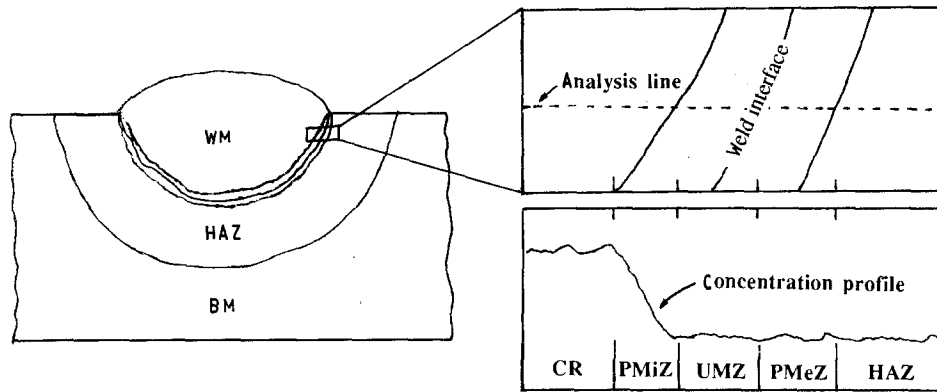 WM
HAZ
BM
Analysis line
Weld interface
Concentration profile
CR
PMiZ
UMZ
PMeZ
HAZ